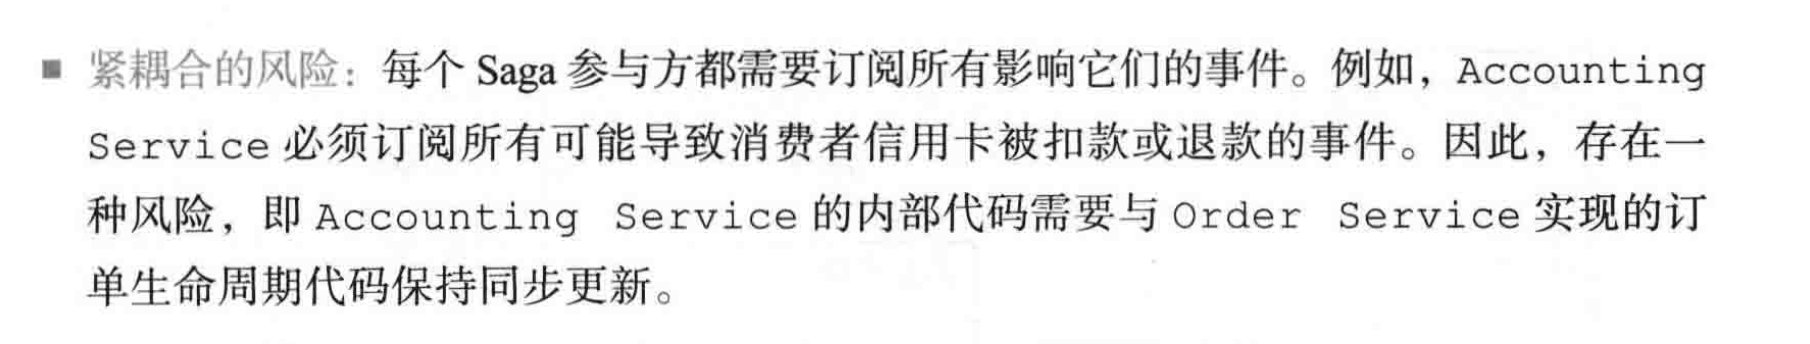 ■ 紧耦合的风险：每个 Saga 参与方都需要订阅所有影响它们的事件。例如，Accounting
Service 必须订阅所有可能导致消费者信用卡被扣款或退款的事件。因此，存在一
种风险，即 Accounting Service 的内部代码需要与 Order Service 实现的订
单生命周期代码保持同步更新。